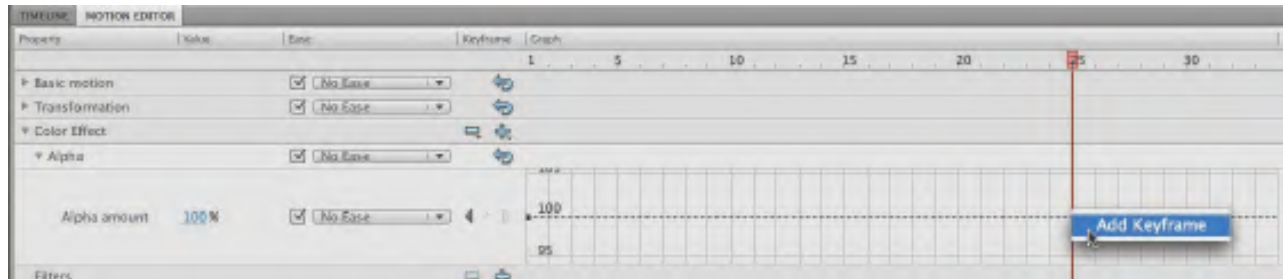 TIMELINE MOTION EDITOR
Property Value Ease Keyframe Graph
1 5 10 15 20 25 30
Basic motion No Ease
Transformation No Ease
Color Effect
Alpha No Ease
Alpha amount 100 % No Ease 100
Add Keyframe
95
Filters